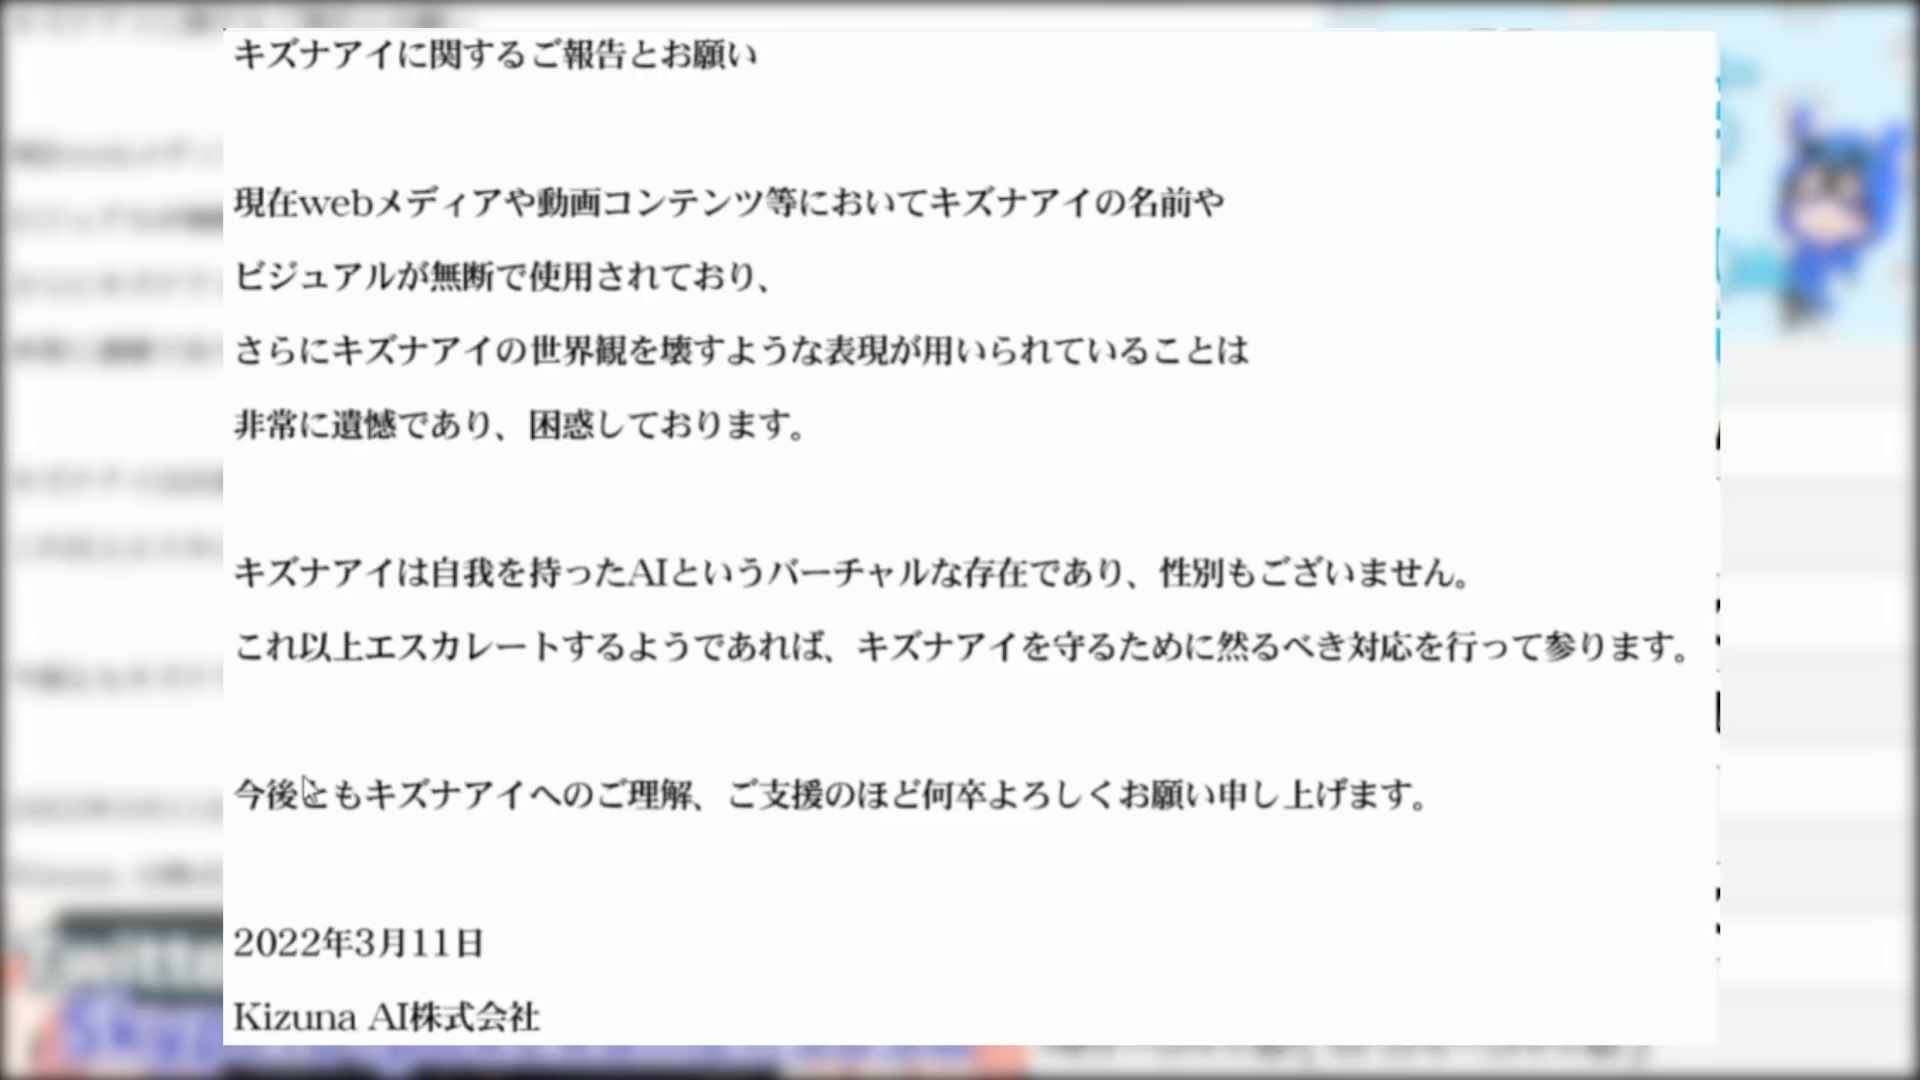 キズナアイに関するご報告とお願い
現在webメディアや動画コンテンツ等においてキズナアイの名前や
ビジュアルが無断で使用されており、
さらにキズナアイの世界観を壊すような表現が用いられていることは
非常に遺憾であり、困惑しております。
キズナアイは自我を持ったAIというバーチャルな存在であり、性別もございません。
これ以上エスカレートするようであれば、キズナアイを守るために然るべき対応を行って参ります。
今後ともキズナアイへのご理解、ご支援のほど何卒よろしくお願い申し上げます。
2022年3月11日
Kizuna AI株式会社